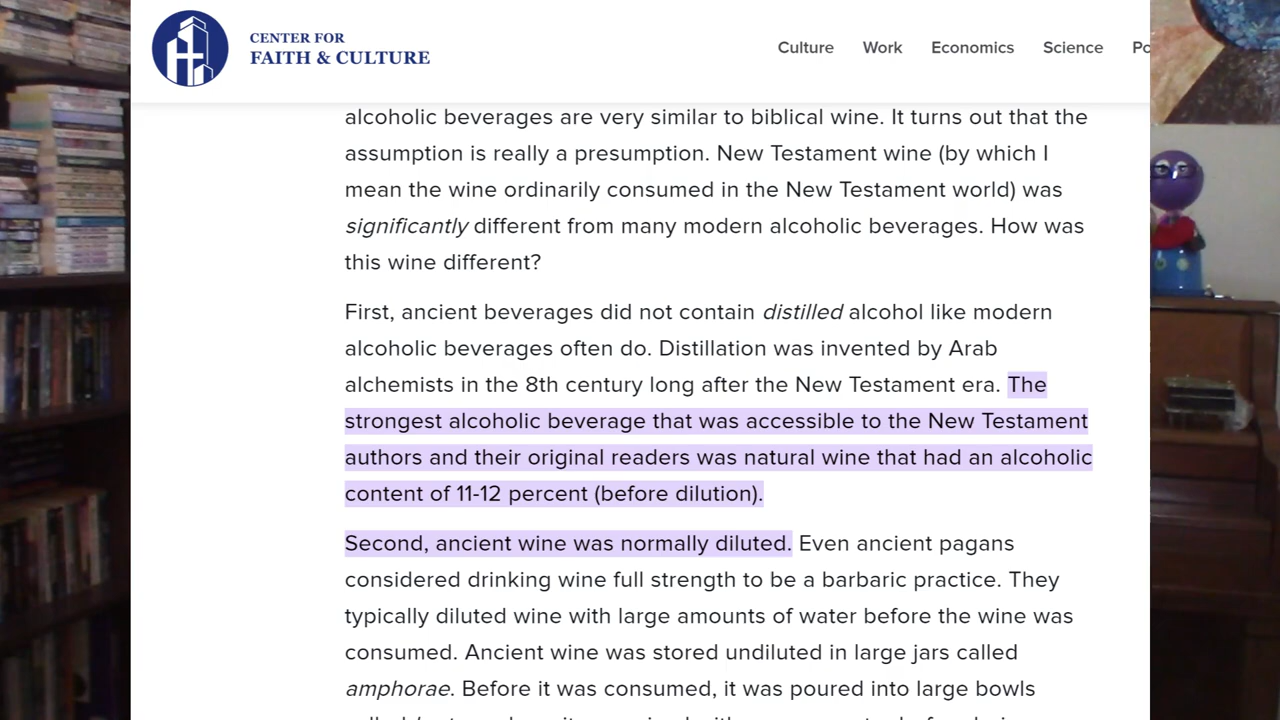 CENTER FOR
FAITH & CULTURE
Culture Work Economics Science
alcoholic beverages are very similar to biblical wine. It turns out that the
assumption is really a presumption. New Testament wine (by which I
mean the wine ordinarily consumed in the New Testament world) was
significantly different from many modern alcoholic beverages. How was
this wine different?
First, ancient beverages did not contain distilled alcohol like modern
alcoholic beverages often do. Distillation was invented by Arab
alchemists in the 8th century long after the New Testament era. The
strongest alcoholic beverage that was accessible to the New Testament
authors and their original readers was natural wine that had an alcoholic
content of 11-12 percent (before dilution).
Second, ancient wine was normally diluted. Even ancient pagans
considered drinking wine full strength to be a barbaric practice. They
typically diluted wine with large amounts of water before the wine was
consumed. Ancient wine was stored undiluted in large jars called
amphorae. Before it was consumed, it was poured into large bowls